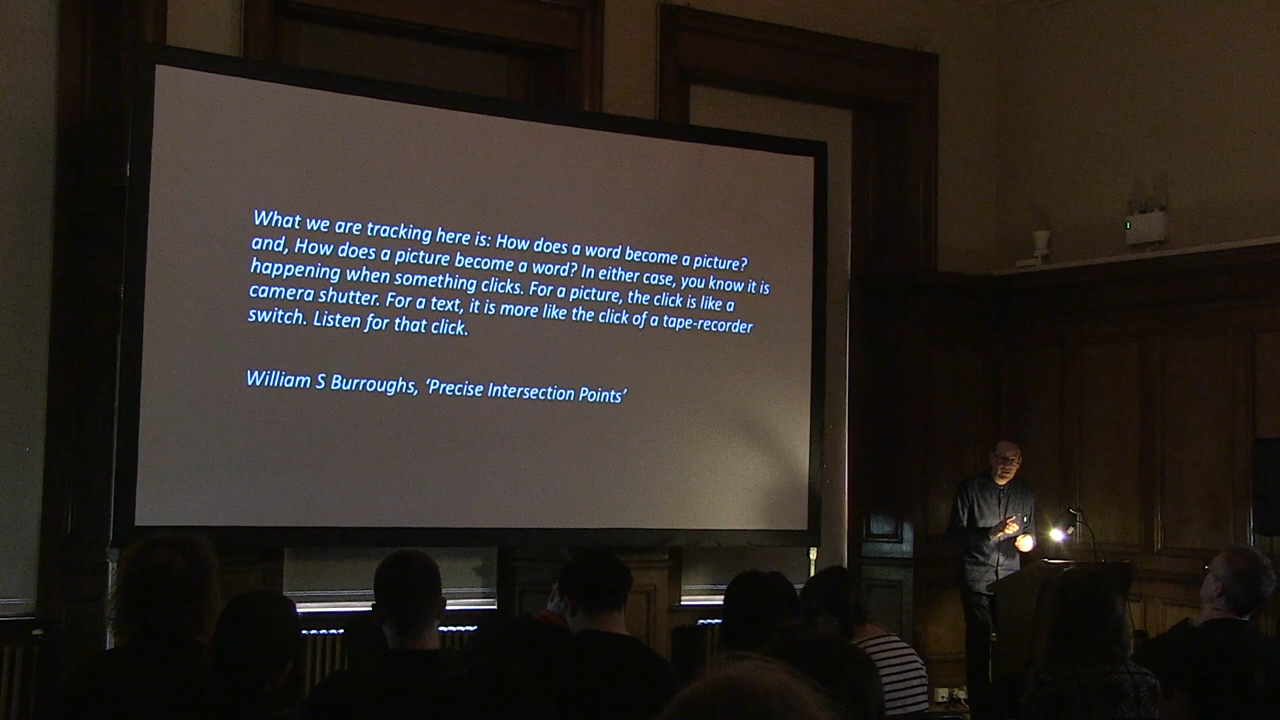 What we are tracking here is: How does a word become a picture?
and, How does a picture become a word? In either case, you know it is
happening when something clicks. For a picture, the click is like a
camera shutter. For a text, it is more like the click of a tape-recorder
switch. Listen for that click.
William S Burroughs, ‘Precise Intersection Points’